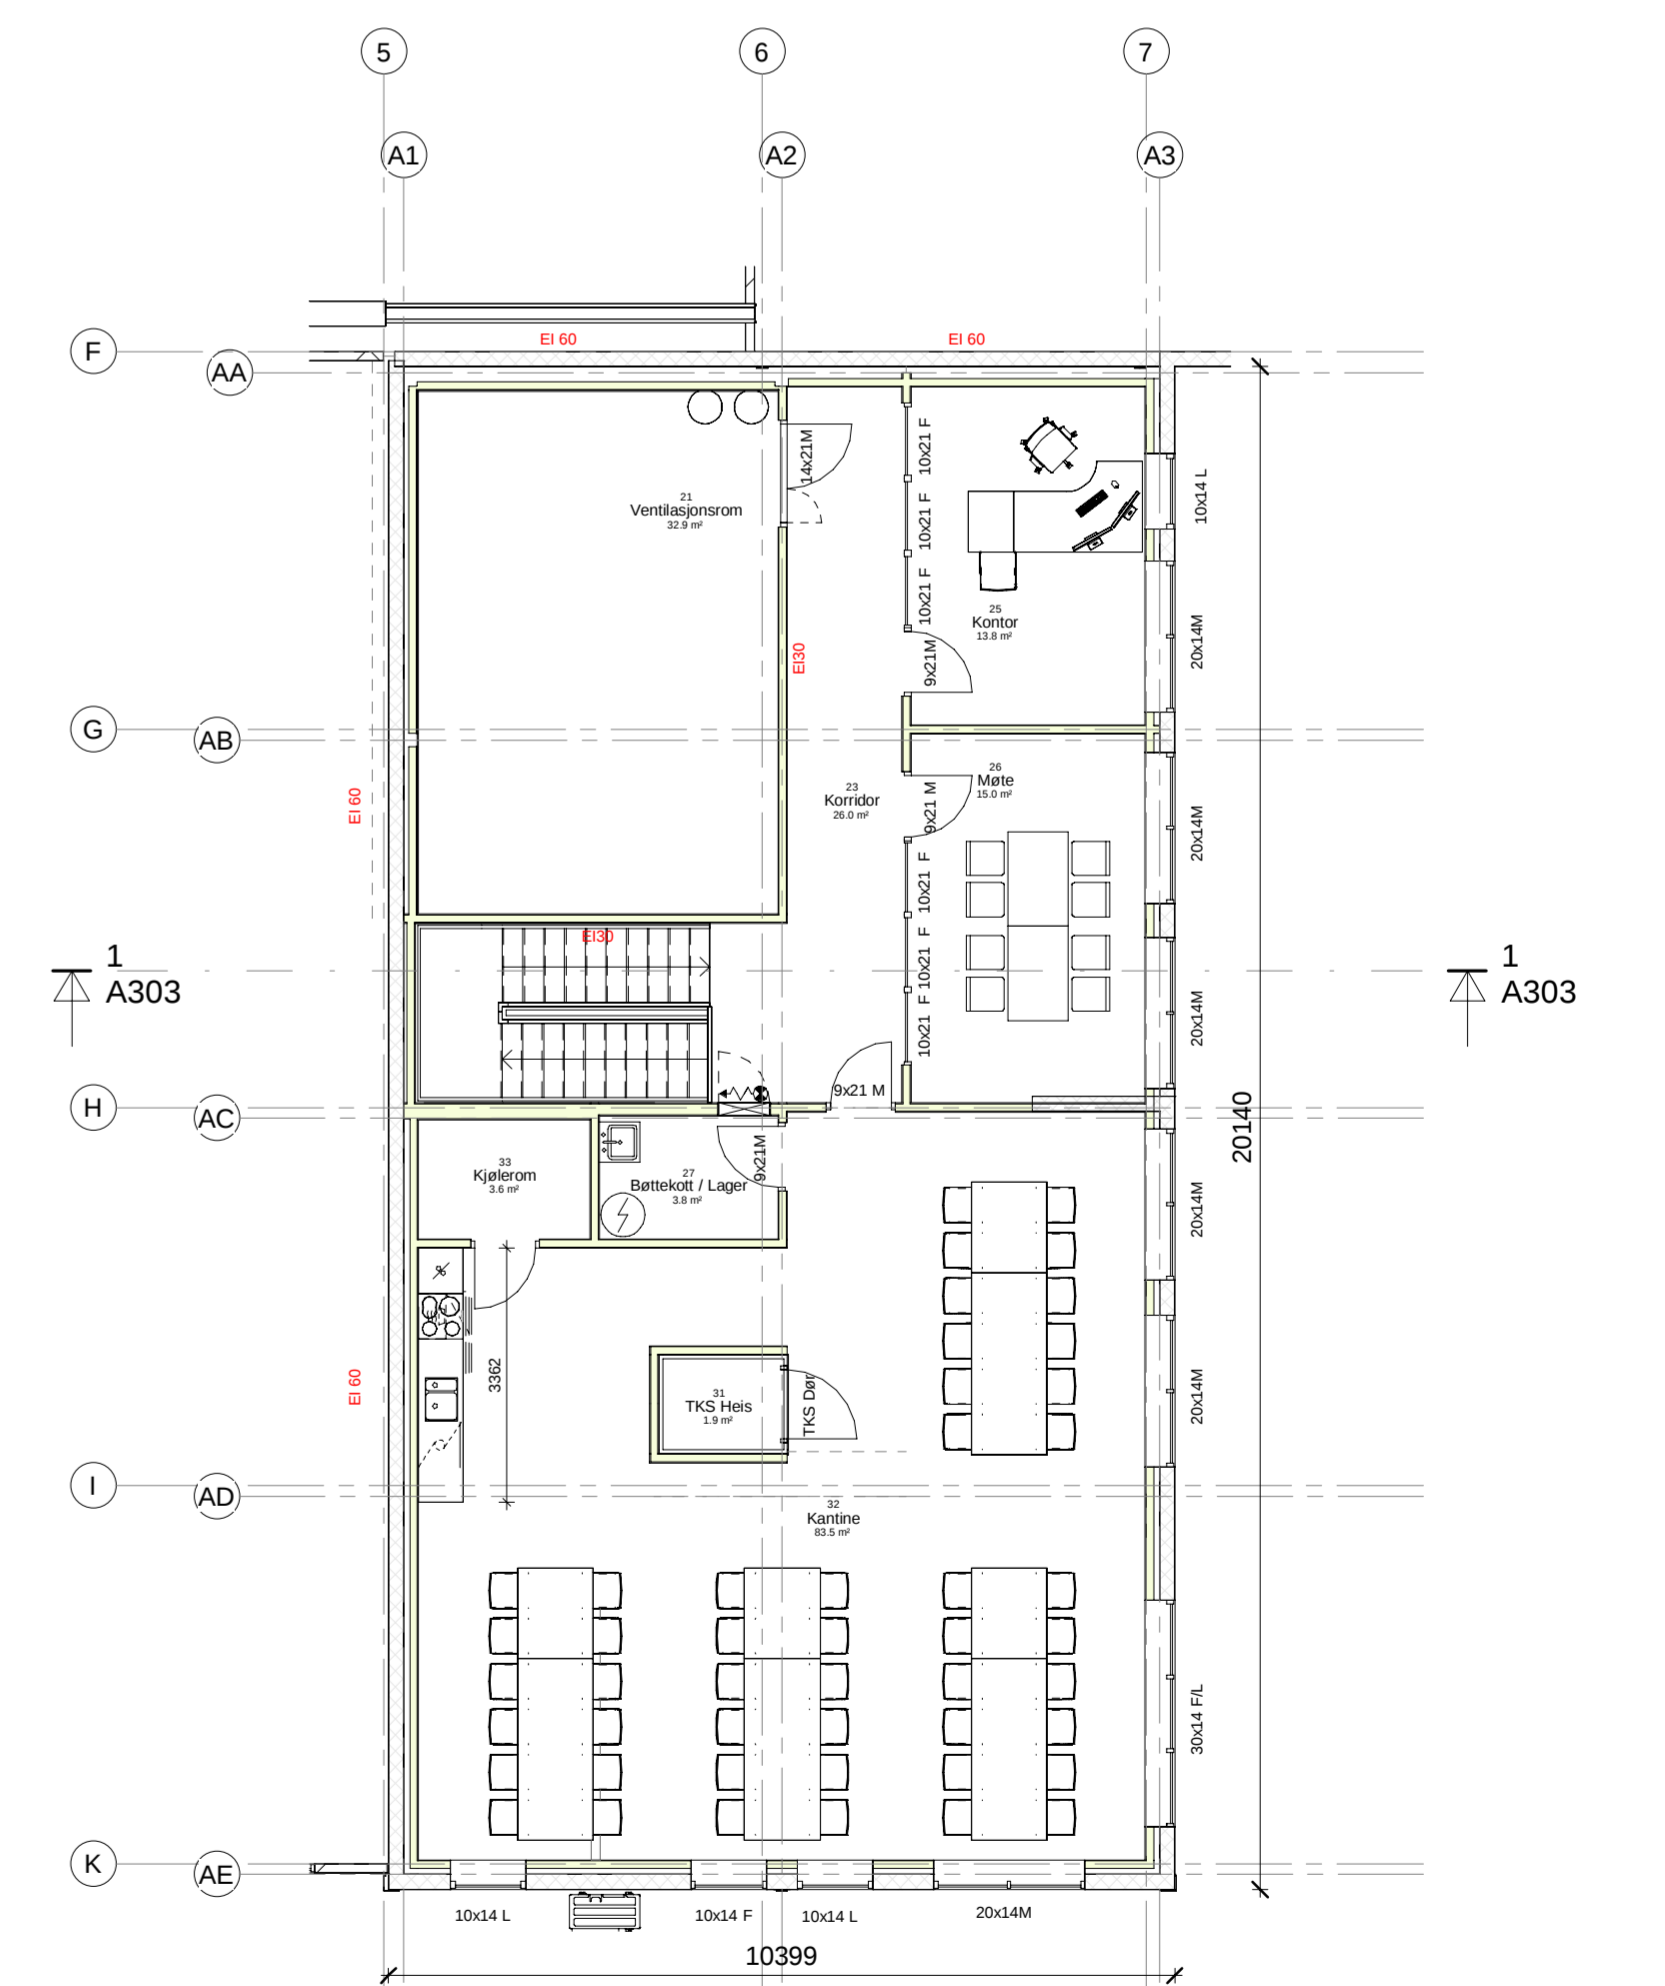 5
6
7
A1
A2
A3
EI 60
EI 60
F
AA
14x21M
10x21 F
10x21 F
10x21 F
10x14 L
21
Ventilasjonsrom
32.9 m²
25
Kontor
13.8 m²
20x14M
EI30
9x21M
G
AB
26
Møte
15.0 m²
23
Korridor
26.0 m²
9x21 M
EI 60
20x14M
10x21 F
10x21 F
10x21 F
EI30
1
A303
1
A303
20x14M
9x21 M
H
AC
20140
33
Kjølerom
3.6 m²
27
Bøttekott / Lager
3.8 m²
9x21M
20x14M
EI 60
3362
31
TKS Heis
1.9 m²
TKS Dør
20x14M
I
AD
32
Kantine
83.5 m²
30x14 F/L
K
AE
10x14 L
10x14 F
10x14 L
20x14M
10399